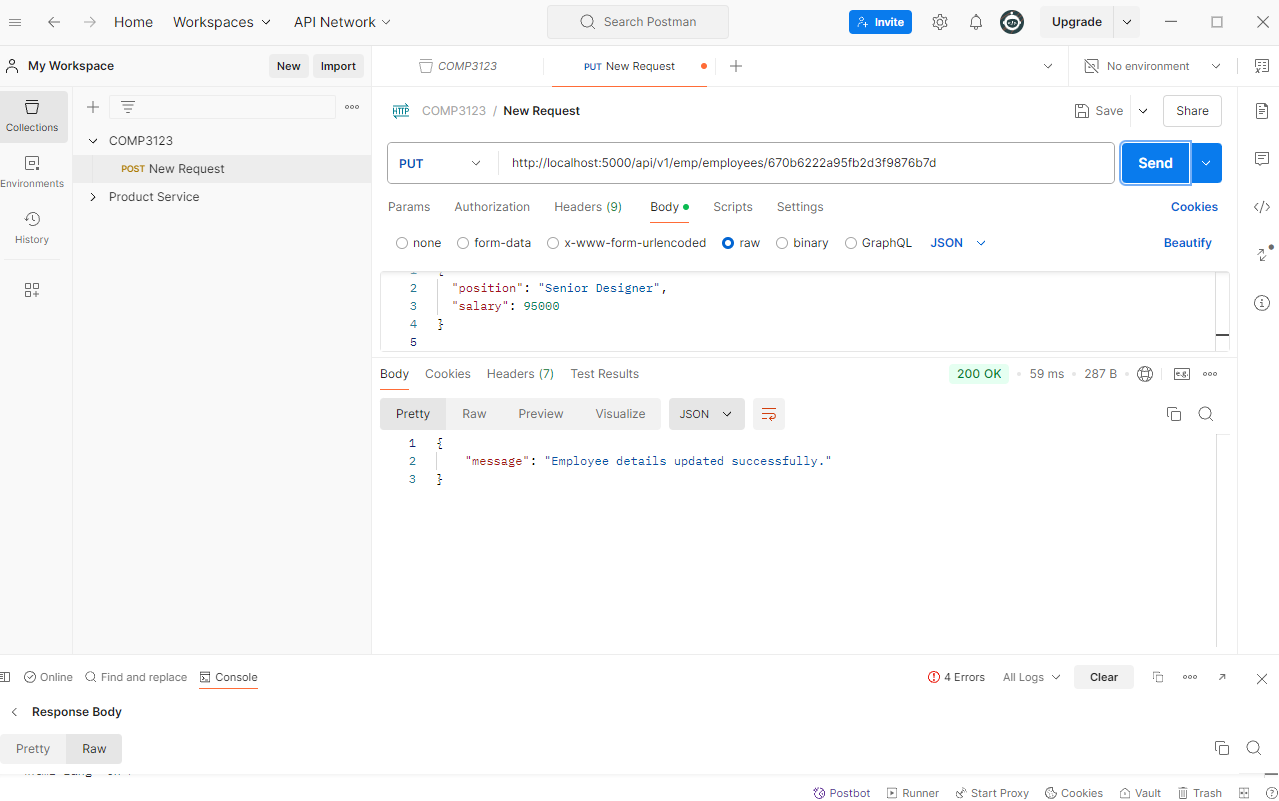 Home Workspaces API Network Search Postman Invite Upgrade
My Workspace New Import COMP3123 PUT New Request No environment
Collections
Environments
History
COMP3123
POST New Request
Product Service
HTTP COMP3123 / New Request Save Share
PUT http://localhost:5000/api/v1/emp/employees/670b6222a95fb2d3f9876b7d Send
Params Authorization Headers (9) Body Scripts Settings Cookies
none form-data x-www-form-urlencoded raw binary GraphQL JSON Beautify
2 "position": "Senior Designer",
3 "salary": 95000
4 }
5
Body Cookies Headers (7) Test Results 200 OK 59 ms 287 B e.g.
Pretty Raw Preview Visualize JSON
1 {
2 "message": "Employee details updated successfully."
3 }
Online Find and replace Console 4 Errors All Logs Clear
Response Body
Pretty Raw
Postbot Runner Start Proxy Cookies Vault Trash